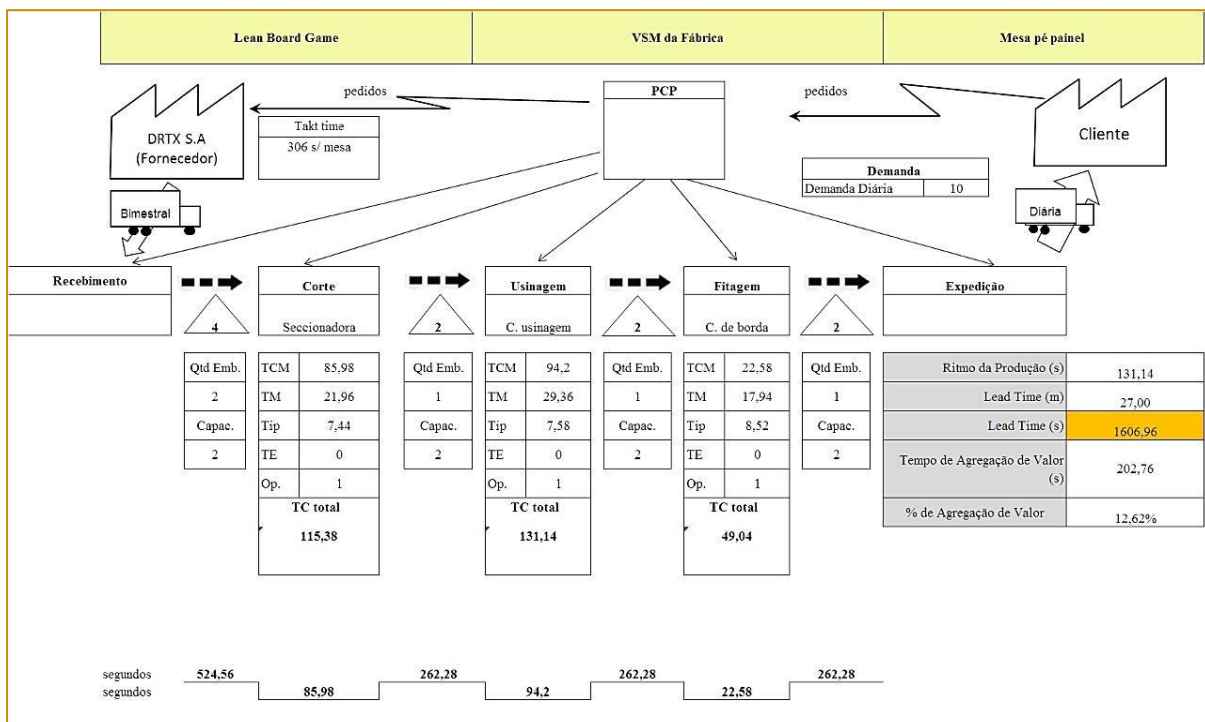 Lean Board Game
VSM da Fábrica
Mesa pé painel
DRTX S.A
(Fornecedor)
pedidos
Takt time
306 s/ mesa
PCP
pedidos
Cliente
Demanda
Demanda Diária 10
Bimestral
Diária
Recebimento
4
Corte
Seccionadora
2
Usinagem
C. usinagem
2
Fitagem
C. de borda
2
Expedição
Qtd Emb.
2
Capac.
2
TCM 85,98
TM 21,96
Tip 7,44
TE 0
Op. 1
TC total
115,38
Qtd Emb.
1
Capac.
2
TCM 94,2
TM 29,36
Tip 7,58
TE 0
Op. 1
TC total
131,14
Qtd Emb.
1
Capac.
2
TCM 22,58
TM 17,94
Tip 8,52
TE 0
Op. 1
TC total
49,04
Qtd Emb.
1
Capac.
2
Ritmo da Produção (s) 131,14
Lead Time (m) 27,00
Lead Time (s) 1606,96
Tempo de Agregação de Valor
(s) 202,76
% de Agregação de Valor 12,62%
segundos 524,56 262,28 262,28 262,28
segundos 85,98 94,2 22,58